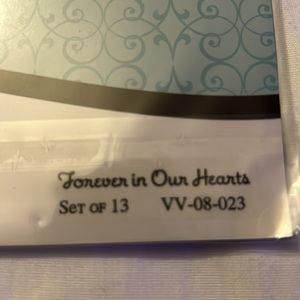 Forever in Our Hearts
SET OF 13 VV-08-023